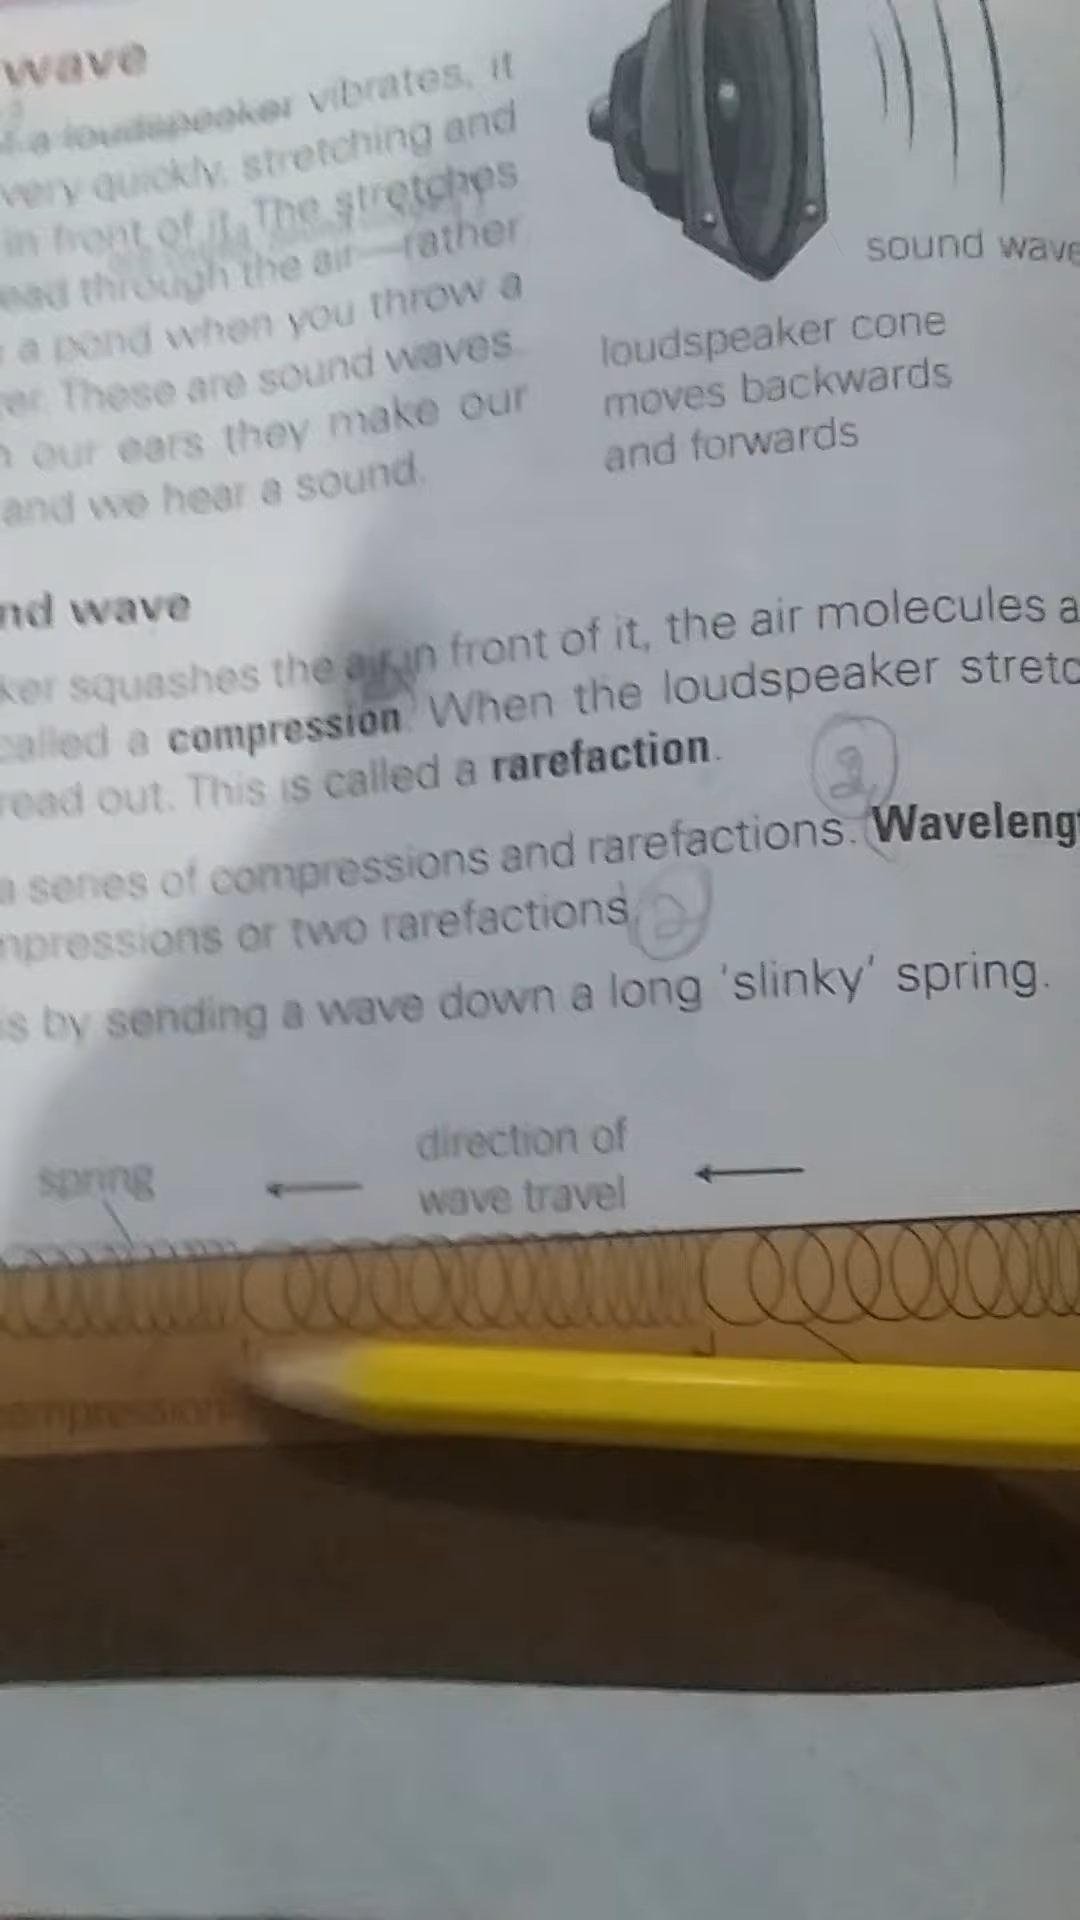 wave
a loudspeaker vibrates, it
very quickly, stretching and
in front of it. The stretches
ead through the air—rather
a pond when you throw a
er. These are sound waves.
our ears they make our
and we hear a sound.
sound wave
loudspeaker cone
moves backwards
and forwards
nd wave
ker squashes the air in front of it, the air molecules a
called a compression. When the loudspeaker stretc
read out. This is called a rarefaction.
2
a series of compressions and rarefactions. Waveleng
mpressions or two rarefactions.
2
is by sending a wave down a long 'slinky' spring.
spring
direction of
wave travel
ompression